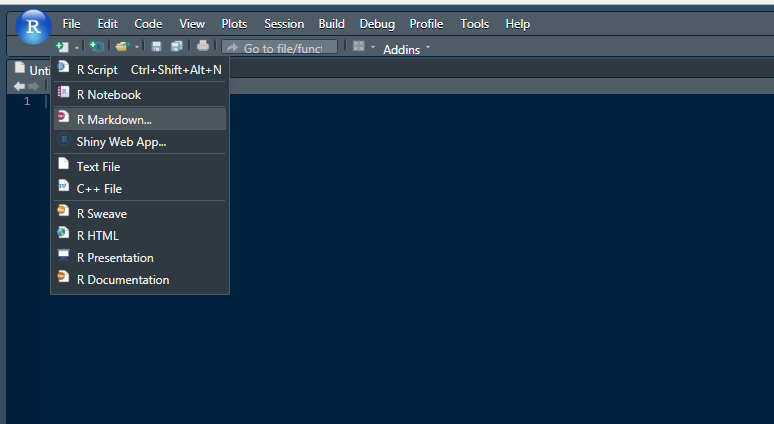 R
File Edit Code View Plots Session Build Debug Profile Tools Help
Go to file/funct Addins
Unti
1
R Script Ctrl+Shift+Alt+N
R Notebook
R Markdown...
R Shiny Web App...
Text File
C++ File
R Sweave
R HTML
R Presentation
R Documentation